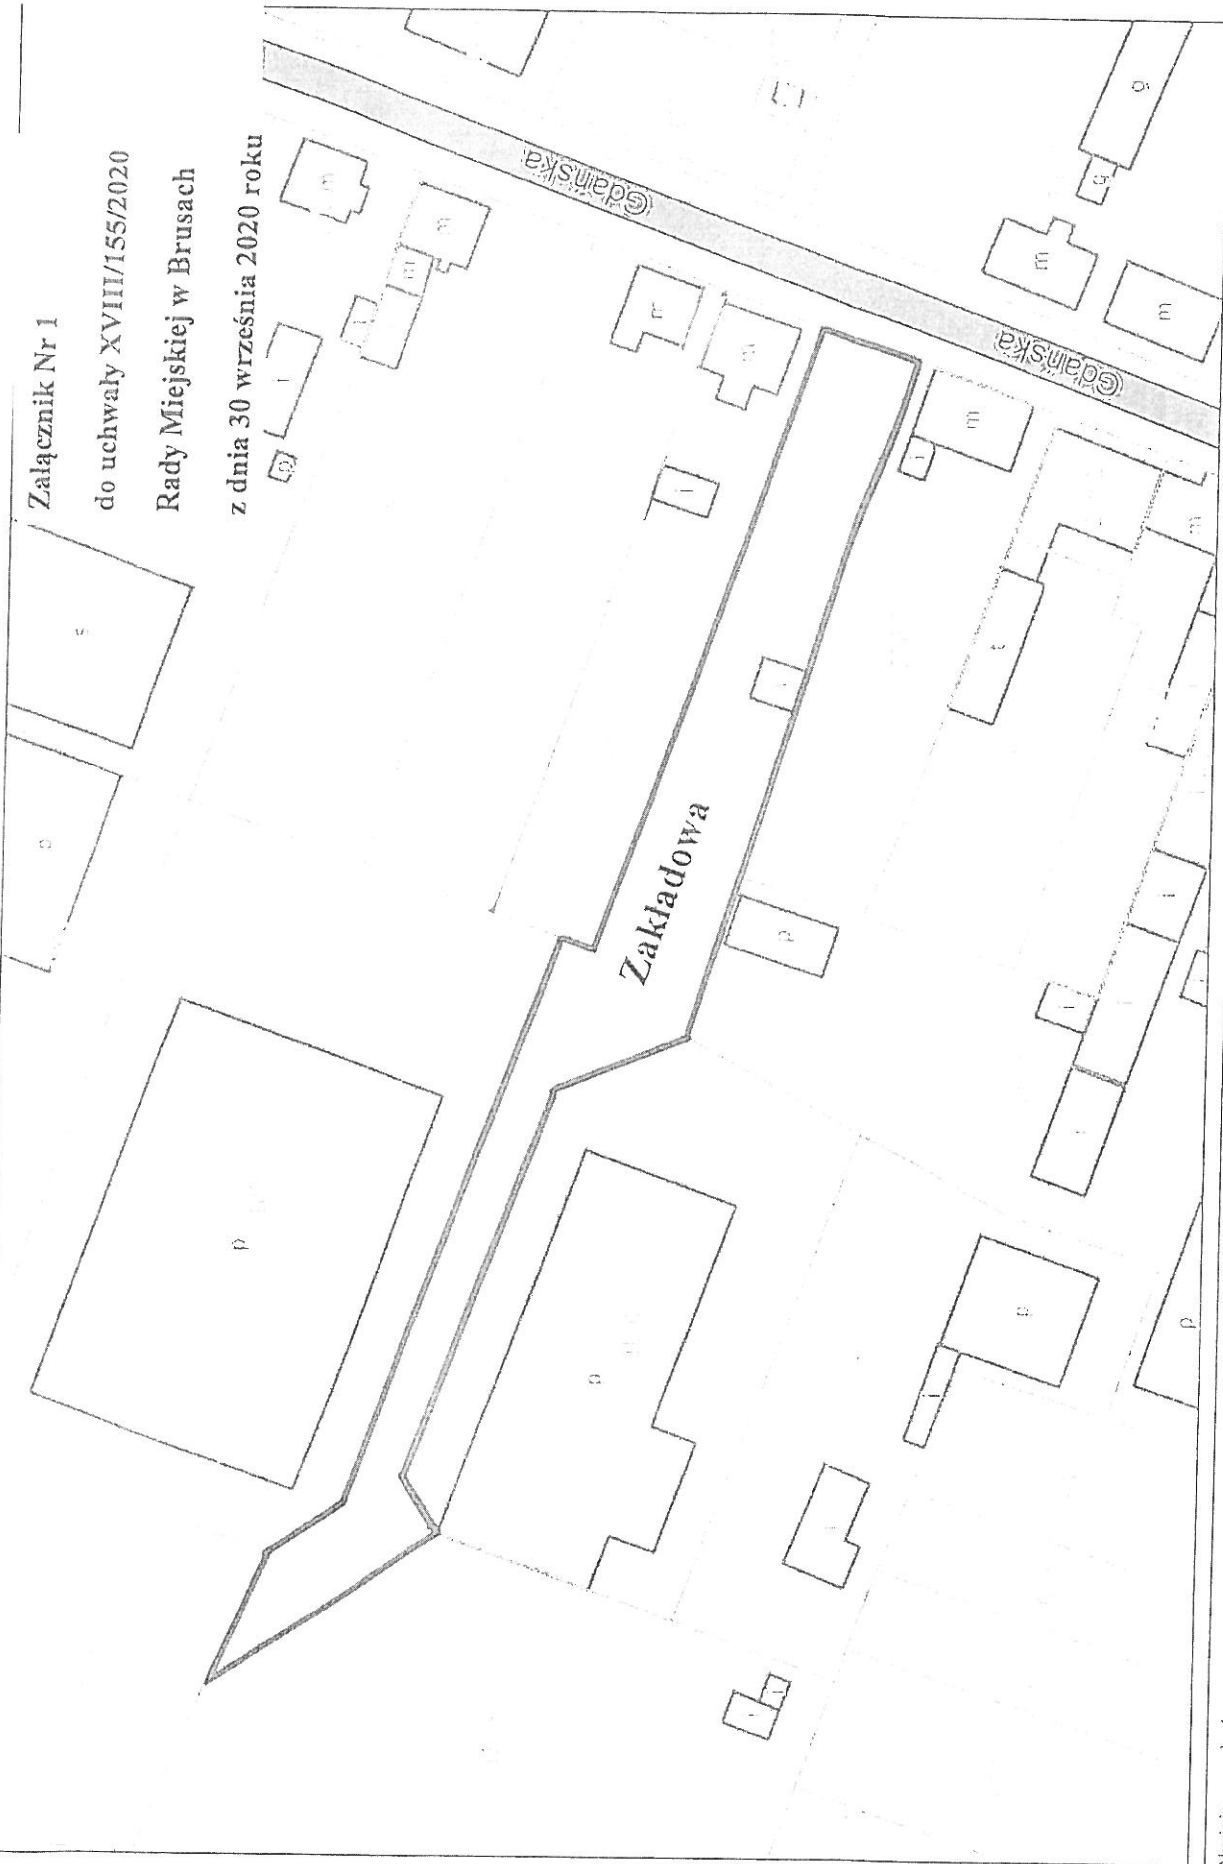 Załącznik Nr 1
do uchwały XVIII/155/2020
Rady Miejskiej w Brusach
z dnia 30 września 2020 roku
Gdańska
Gdańska
Zakładowa
m
m
m
m
m
m
m
m
g
g
s
p
p
p
p
p
t
i